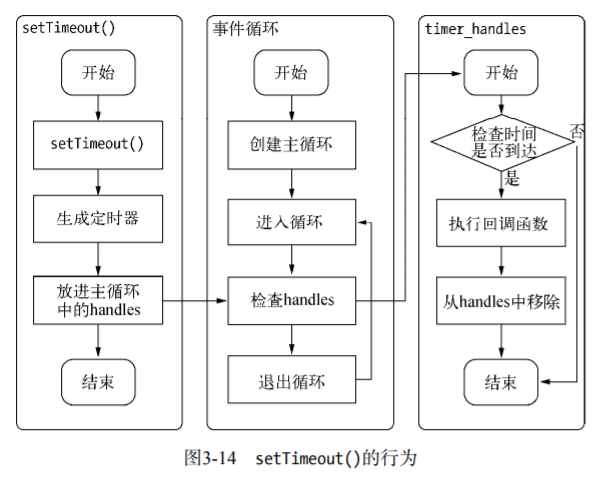 setTimeout()
开始
setTimeout()
生成定时器
放进主循环
中的handles
结束
事件循环
开始
创建主循环
进入循环
检查handles
退出循环
timer_handles
开始
检查时间
是否到达
否
是
执行回调函数
从handles中移除
结束
图3-14 setTimeout()的行为